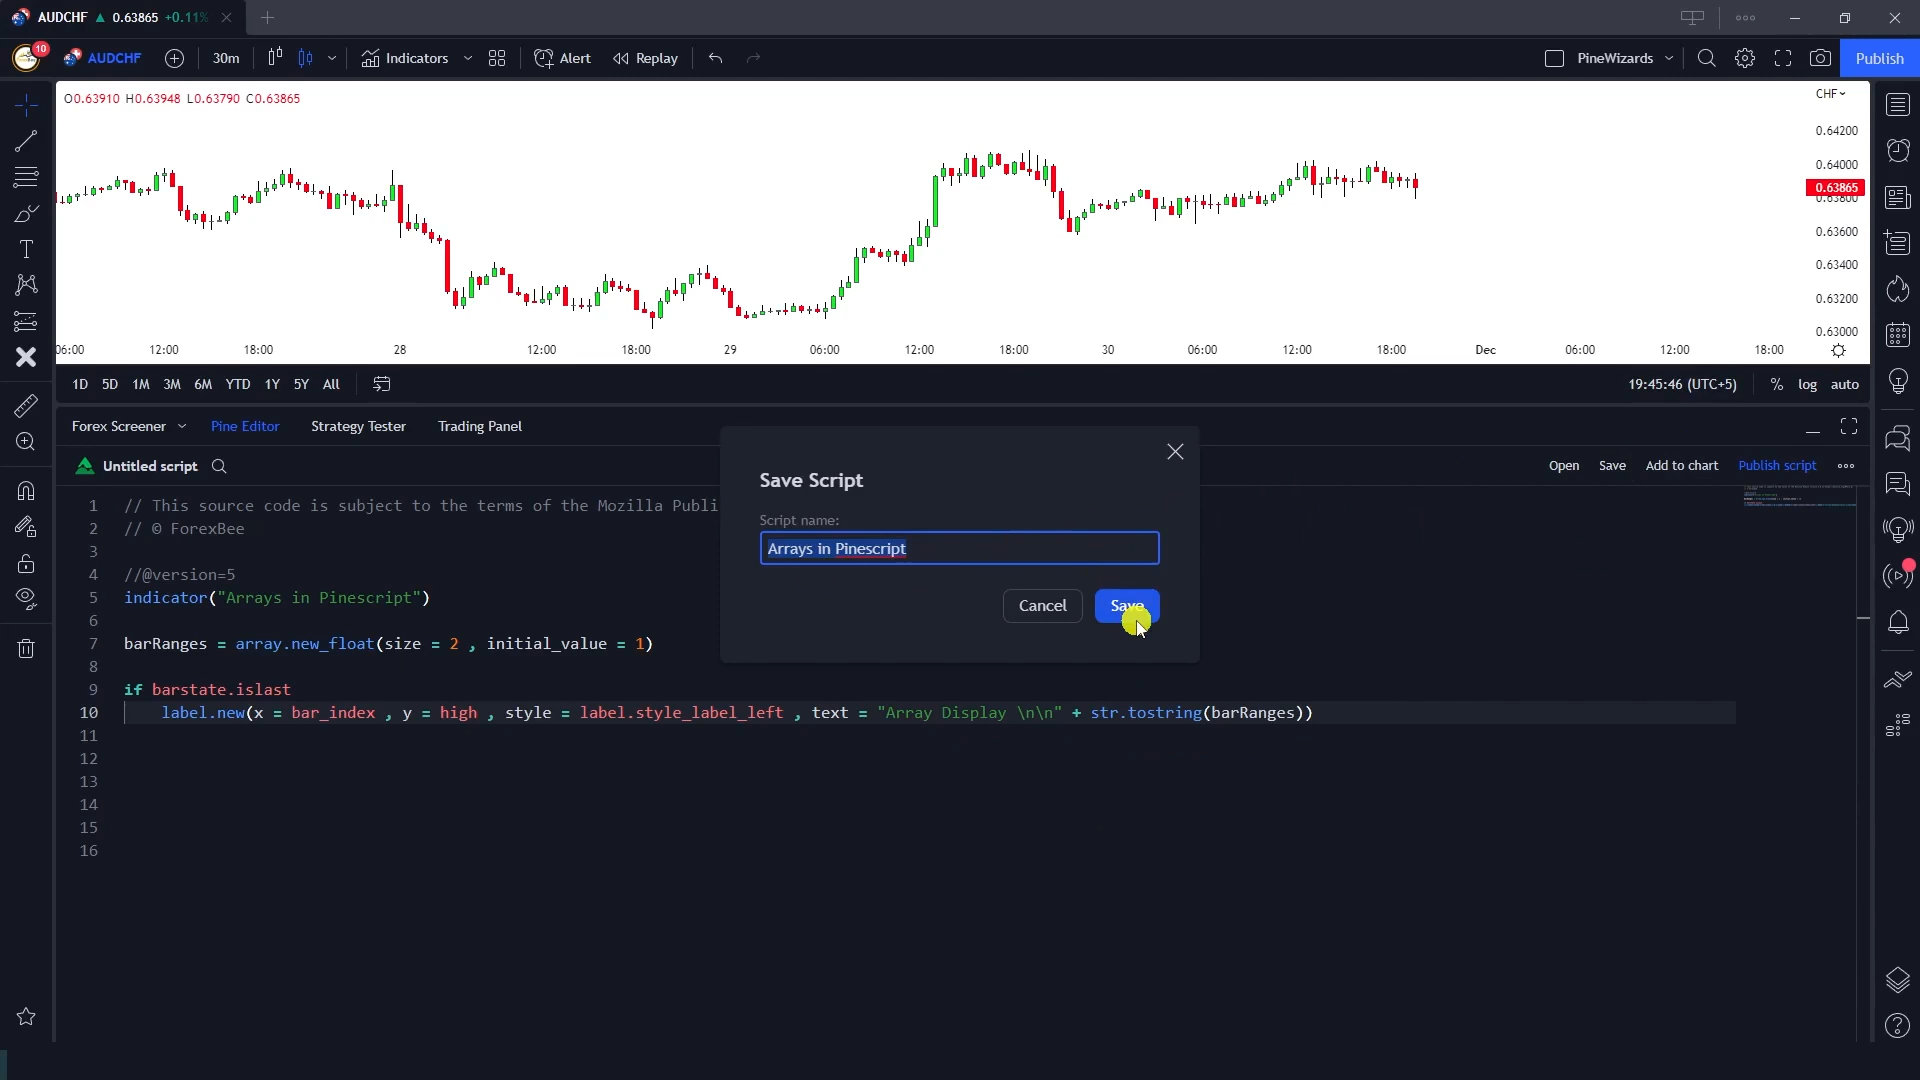 AUDCHF ▲ 0.63865 +0.11%
10
AUDCHF
30m
Indicators
Alert
Replay
PineWizards
Publish
O0.63910 H0.63948 L0.63790 C0.63865
CHF
0.64200
0.64000
0.63865
0.63800
0.63600
0.63400
0.63200
0.63000
06:00 12:00 18:00 28 12:00 18:00 29 06:00 12:00 18:00 30 06:00 12:00 18:00 Dec 06:00 12:00 18:00
1D 5D 1M 3M 6M YTD 1Y 5Y All
19:45:46 (UTC+5) % log auto
Forex Screener Pine Editor Strategy Tester Trading Panel
Untitled script
Open Save Add to chart Publish script
Save Script
Script name:
Arrays in Pinescript
Cancel Save
1 // This source code is subject to the terms of the Mozilla Publi
2 // © ForexBee
3
4 //@version=5
5 indicator("Arrays in Pinescript")
6
7 barRanges = array.new_float(size = 2 , initial_value = 1)
8
9 if barstate.islast
10 label.new(x = bar_index , y = high , style = label.style_label_left , text = "Array Display \n\n" + str.tostring(barRanges))
11
12
13
14
15
16